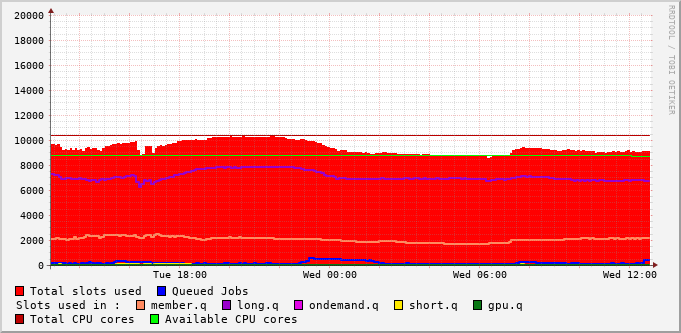 20000
18000
16000
14000
12000
10000
8000
6000
4000
2000
0
Tue 18:00 Wed 00:00 Wed 06:00 Wed 12:00
Total slots used Queued Jobs
Slots used in : member.q long.q ondemand.q short.q gpu.q
Total CPU cores Available CPU cores
RRDTOOL / TOBI OETIKER